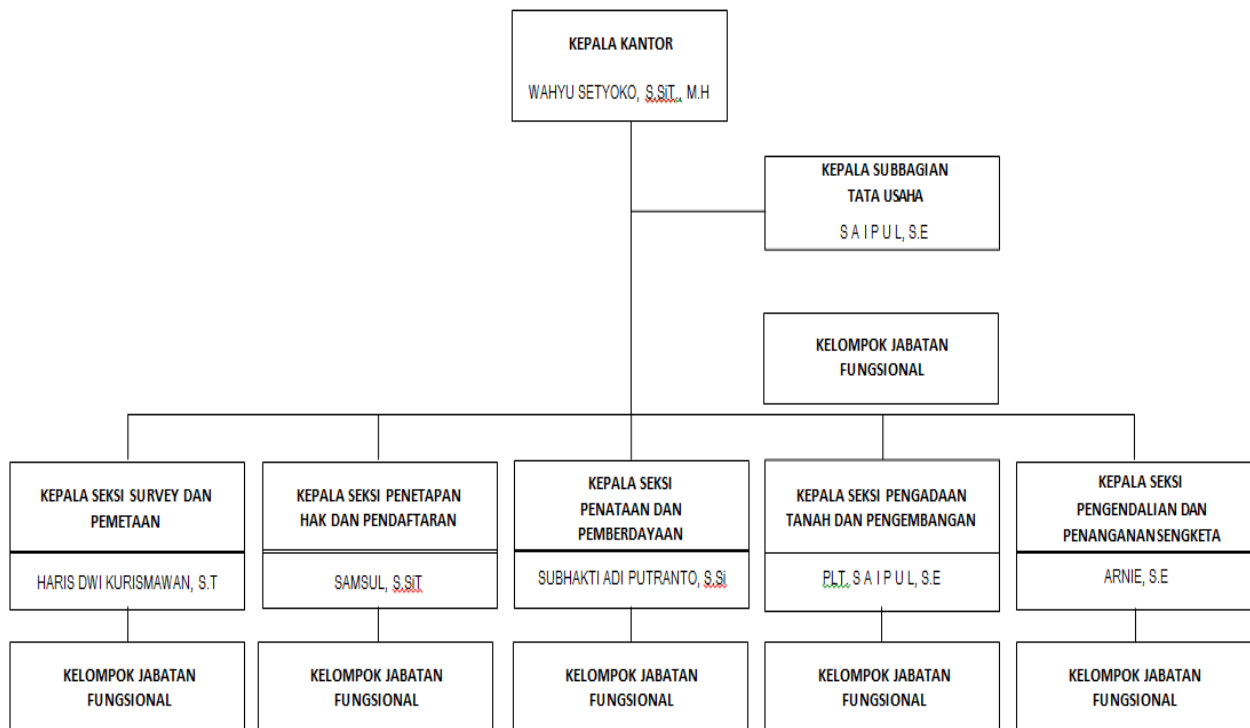 KEPALA KANTOR
WAHYU SETYOKO, S.SiT., M.H
KEPALA SUBBAGIAN
TATA USAHA
S A I P U L, S.E
KELOMPOK JABATAN
FUNGSIONAL
KEPALA SEKSI SURVEY DAN
PEMETAAN
HARIS DWI KURISMAWAN, S.T
KEPALA SEKSI PENETAPAN
HAK DAN PENDAFTARAN
SAMSUL, S.SiT
KEPALA SEKSI
PENATAAN DAN
PEMBERDAYAAN
SUBHAKTI ADI PUTRANTO, S.Si
KEPALA SEKSI PENGADAAN
TANAH DAN PENGEMBANGAN
PLT. S A I P U L, S.E
KEPALA SEKSI
PENGENDALIAN DAN
PENANGANAN SENGKETA
ARNIE, S.E
KELOMPOK JABATAN
FUNGSIONAL
KELOMPOK JABATAN
FUNGSIONAL
KELOMPOK JABATAN
FUNGSIONAL
KELOMPOK JABATAN
FUNGSIONAL
KELOMPOK JABATAN
FUNGSIONAL